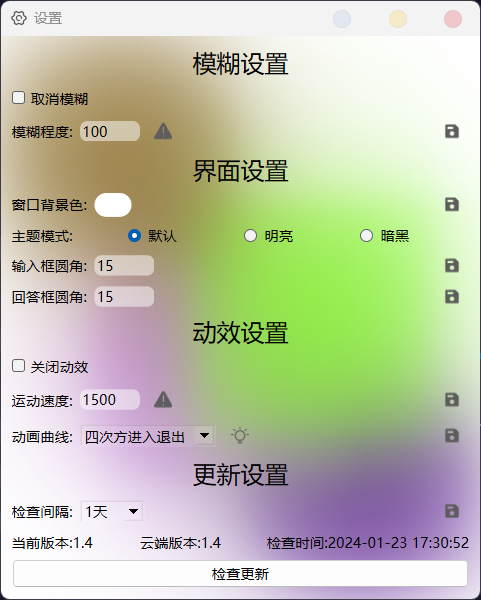 设置
模糊设置
取消模糊
模糊程度: 100
界面设置
窗口背景色:
主题模式: 默认 明亮 暗黑
输入框圆角: 15
回答框圆角: 15
动效设置
关闭动效
运动速度: 1500
动画曲线: 四次方进入退出
更新设置
检查间隔: 1天
当前版本:1.4 云端版本:1.4 检查时间:2024-01-23 17:30:52
检查更新